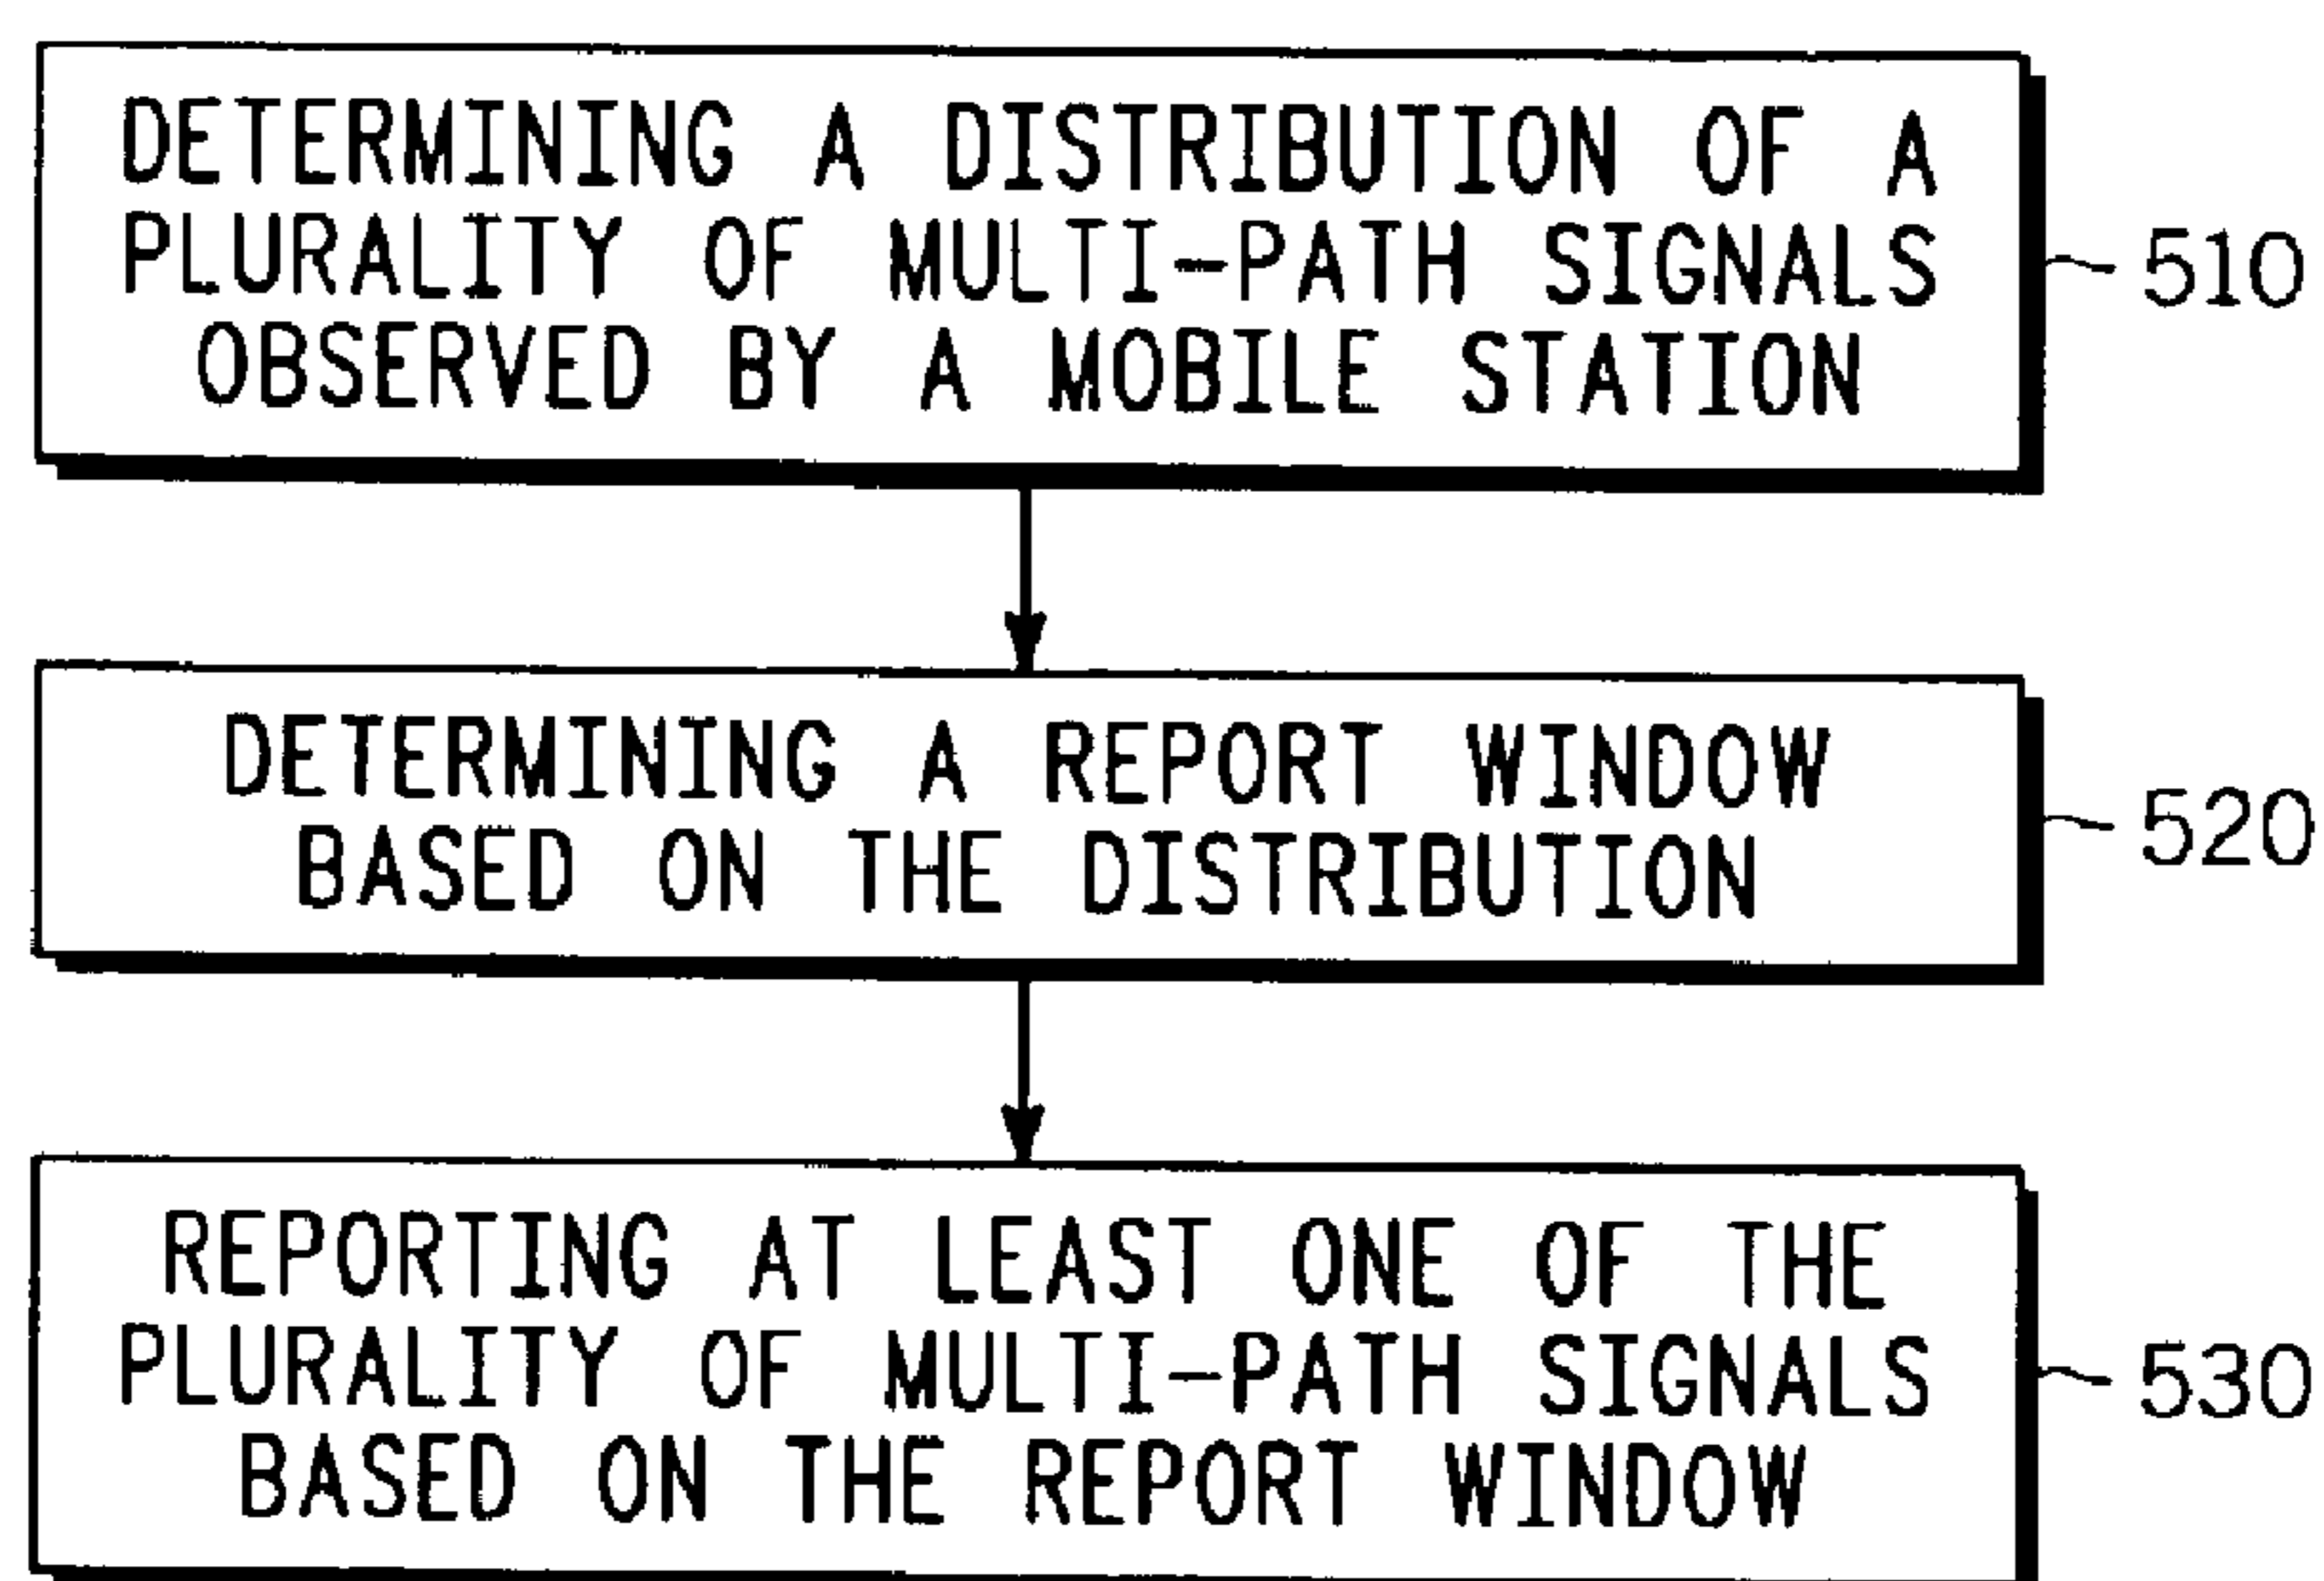 DETERMINING A DISTRIBUTION OF A
PLURALITY OF MULTI-PATH SIGNALS
OBSERVED BY A MOBILE STATION
510
DETERMINING A REPORT WINDOW
BASED ON THE DISTRIBUTION
520
REPORTING AT LEAST ONE OF THE
PLURALITY OF MULTI-PATH SIGNALS
BASED ON THE REPORT WINDOW
530